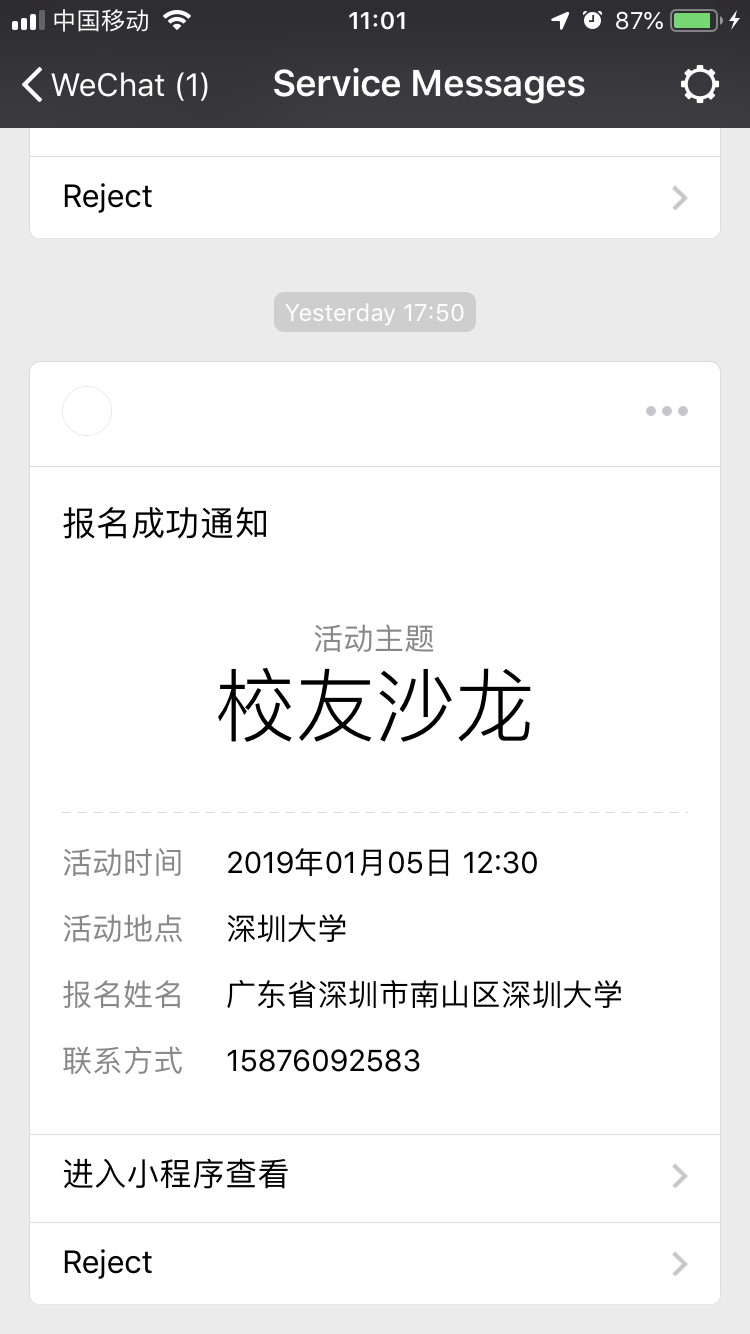 中国移动 11:01 87%
WeChat (1) Service Messages
Reject
Yesterday 17:50
报名成功通知
活动主题
校友沙龙
活动时间 2019年01月05日 12:30
活动地点 深圳大学
报名姓名 广东省深圳市南山区深圳大学
联系方式 15876092583
进入小程序查看
Reject